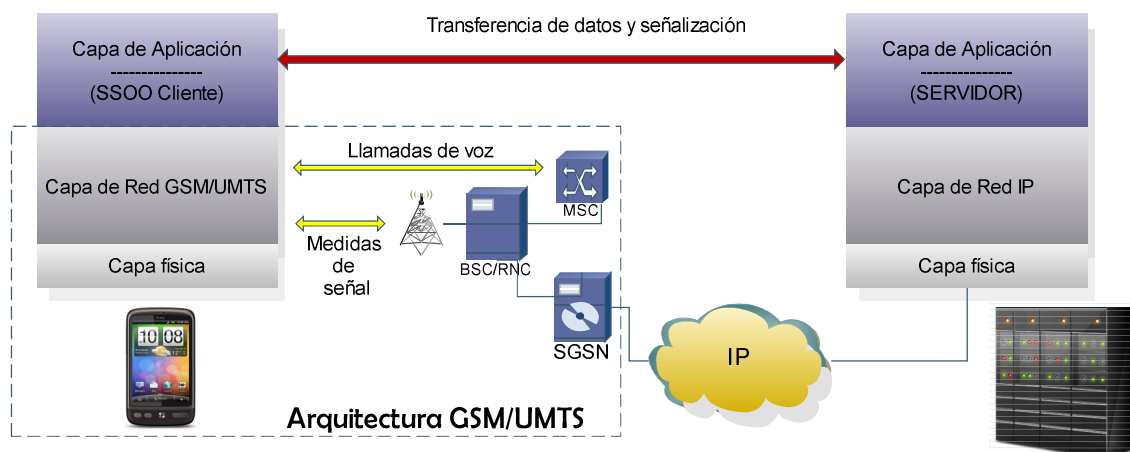 Transferencia de datos y señalización
Capa de Aplicación
---------------
(SSOO Cliente)
Capa de Aplicación
---------------
(SERVIDOR)
Llamadas de voz
Capa de Red GSM/UMTS
MSC
Capa de Red IP
Medidas
de
señal
BSC/RNC
Capa física
Capa física
10 08
SGSN
IP
Arquitectura GSM/UMTS